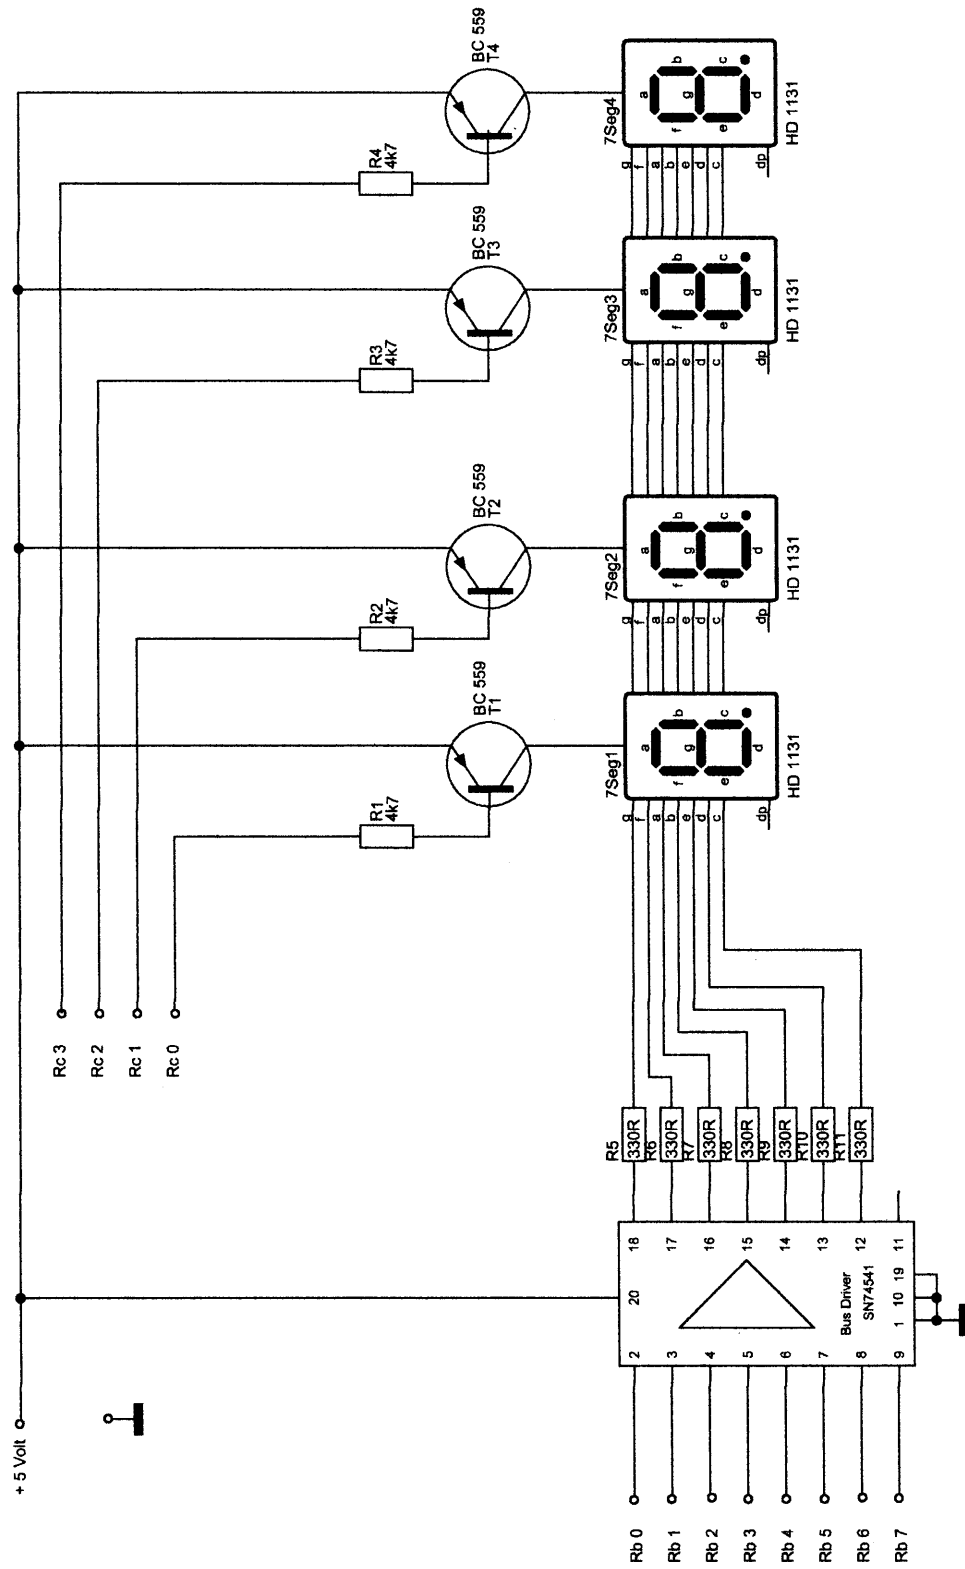 + 5 Volt
Rc 3
Rc 2
Rc 1
Rc 0
R1
4k7
R2
4k7
R3
4k7
R4
4k7
BC 559
T1
BC 559
T2
BC 559
T3
BC 559
T4
7Seg1
g
f
a
b
e
d
c
dp
a
f
g
b
e
c
d
HD 1131
7Seg2
g
f
a
b
e
d
c
dp
a
f
g
b
e
c
d
HD 1131
7Seg3
g
f
a
b
e
d
c
dp
a
f
g
b
e
c
d
HD 1131
7Seg4
g
f
a
b
e
d
c
dp
a
f
g
b
e
c
d
HD 1131
Rb 0
Rb 1
Rb 2
Rb 3
Rb 4
Rb 5
Rb 6
Rb 7
2
3
4
5
6
7
8
9
20
Bus Driver
SN74541
1 10 19
18
17
16
15
14
13
12
11
R5
330R
R6
330R
R7
330R
R8
330R
R9
330R
R10
330R
R11
330R